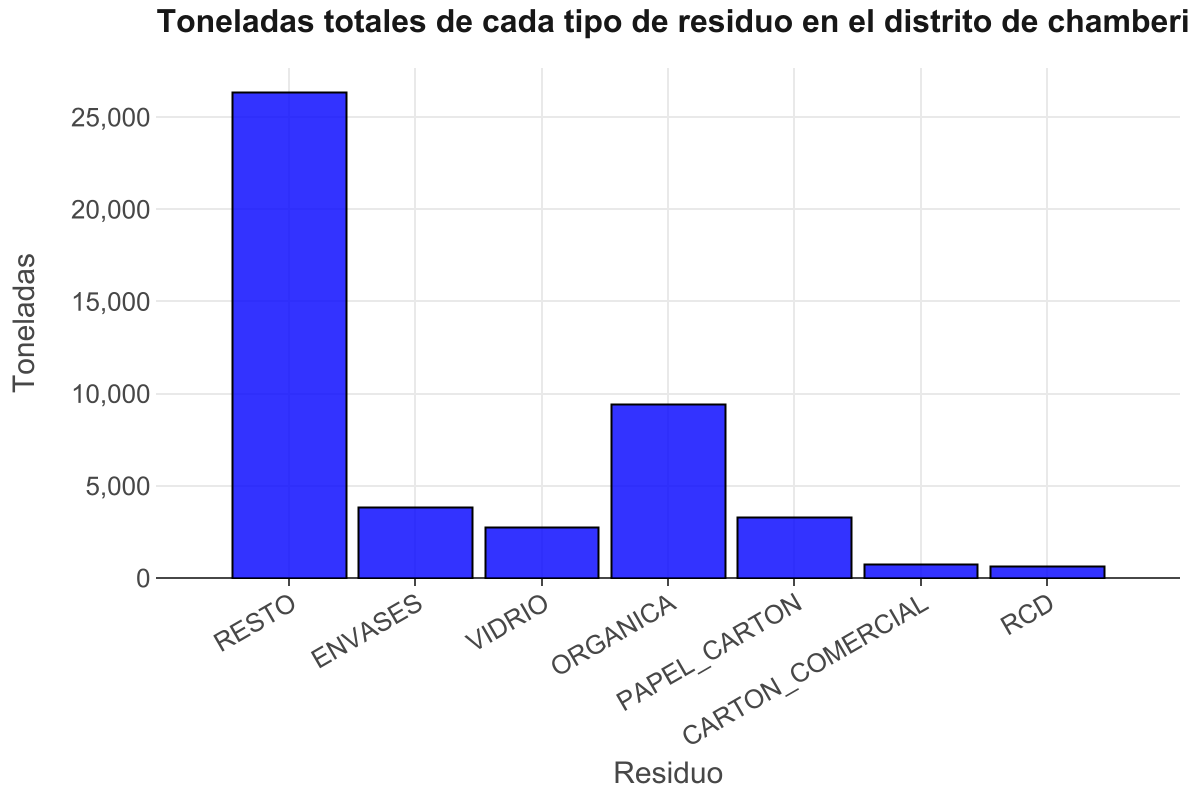 Toneladas totales de cada tipo de residuo en el distrito de chamberi
Toneladas
25,000
20,000
15,000
10,000
5,000
0
RESTO
ENVASES
VIDRIO
ORGANICA
PAPEL_CARTON
CARTON_COMERCIAL
RCD
Residuo